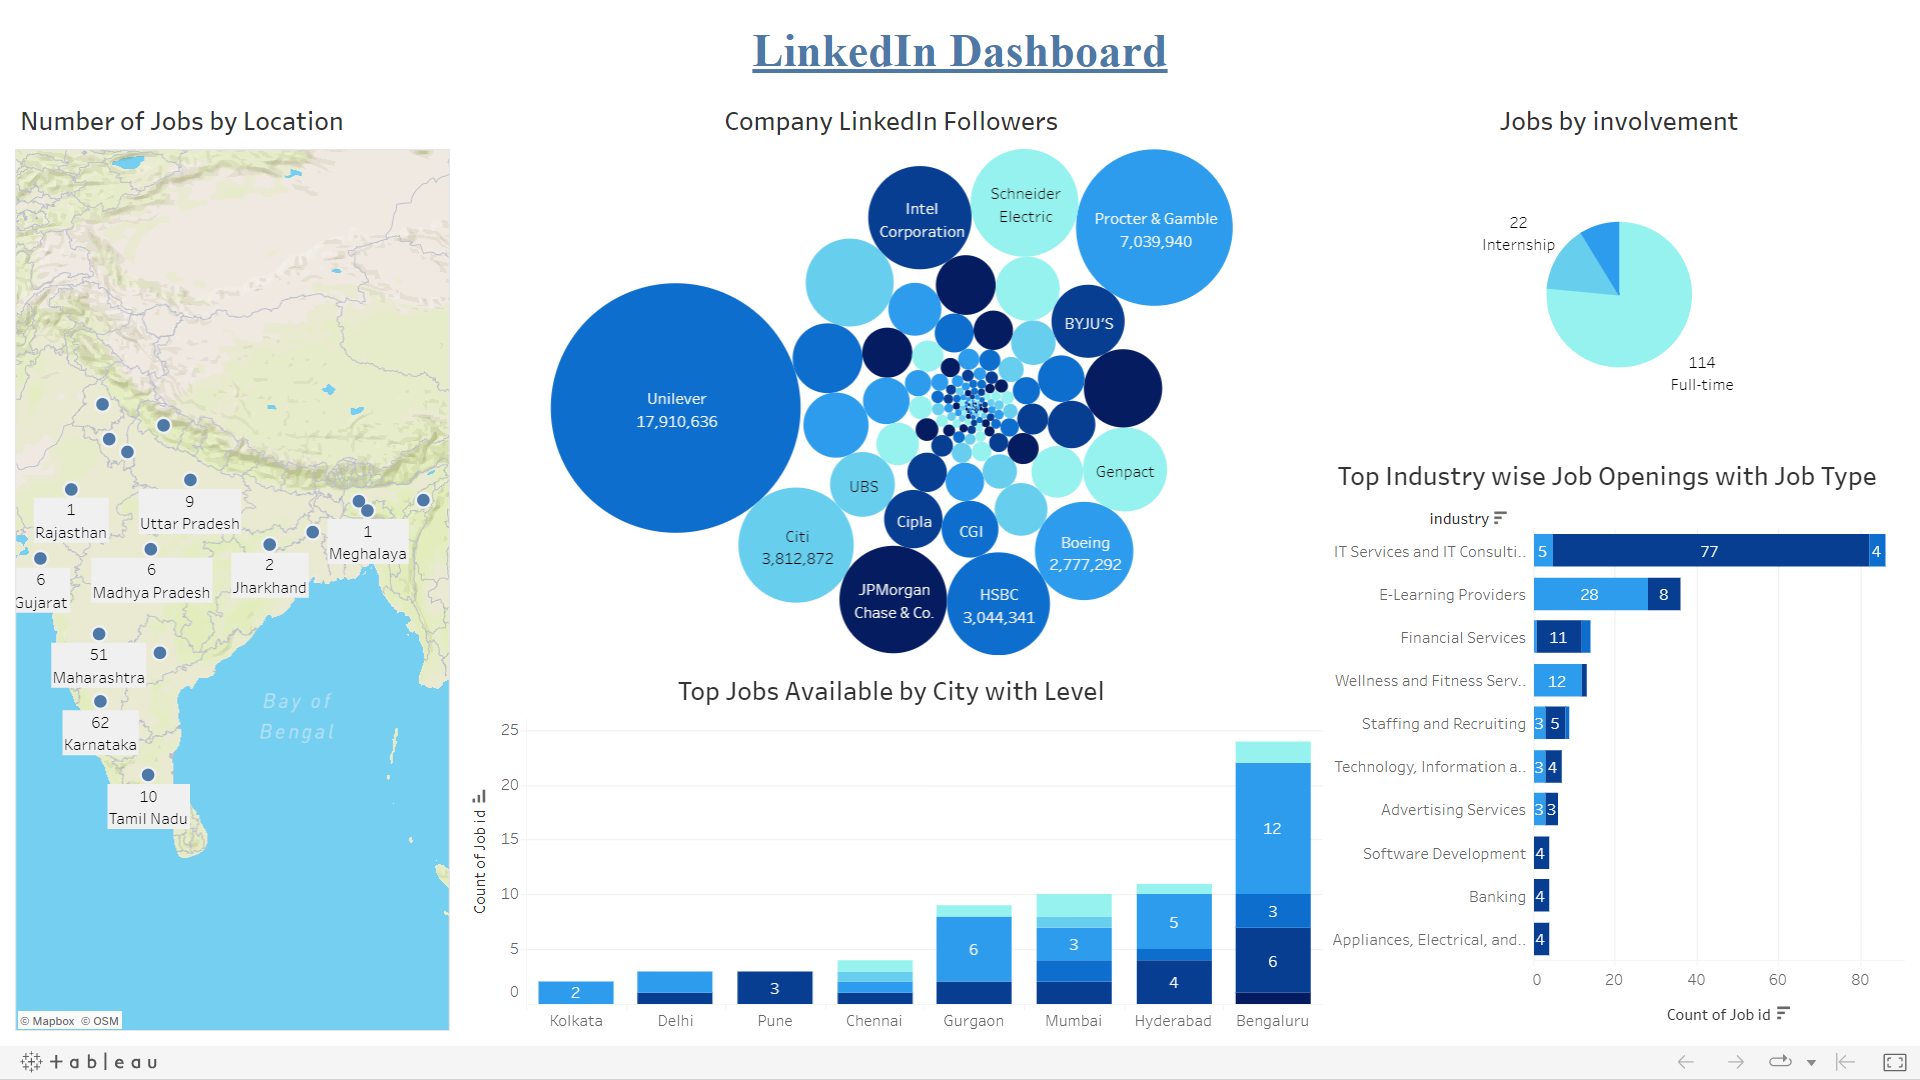 LinkedIn Dashboard
Number of Jobs by Location
1
Rajasthan
9
Uttar Pradesh
1
Meghalaya
6
Gujarat
6
Madhya Pradesh
2
Jharkhand
51
Maharashtra
62
Karnataka
10
Tamil Nadu
Bay of
Bengal
© Mapbox © OSM
Company LinkedIn Followers
Intel
Corporation
Schneider
Electric
Procter & Gamble
7,039,940
BYJU'S
Unilever
17,910,636
Genpact
UBS
Cipla
CGI
Citi
3,812,872
Boeing
2,777,292
JPMorgan
Chase & Co.
HSBC
3,044,341
Top Jobs Available by City with Level
Count of Job id
25
20
15
10
5
0
2
3
6
3
5
4
12
3
6
Kolkata
Delhi
Pune
Chennai
Gurgaon
Mumbai
Hyderabad
Bengaluru
Jobs by involvement
22
Internship
114
Full-time
Top Industry wise Job Openings with Job Type
industry
IT Services and IT Consulti.. 5 77 4
E-Learning Providers 28 8
Financial Services 11
Wellness and Fitness Serv.. 12
Staffing and Recruiting 3 5
Technology, Information a.. 3 4
Advertising Services 3 3
Software Development 4
Banking 4
Appliances, Electrical, and.. 4
0 20 40 60 80
Count of Job id
+ a b | e a u